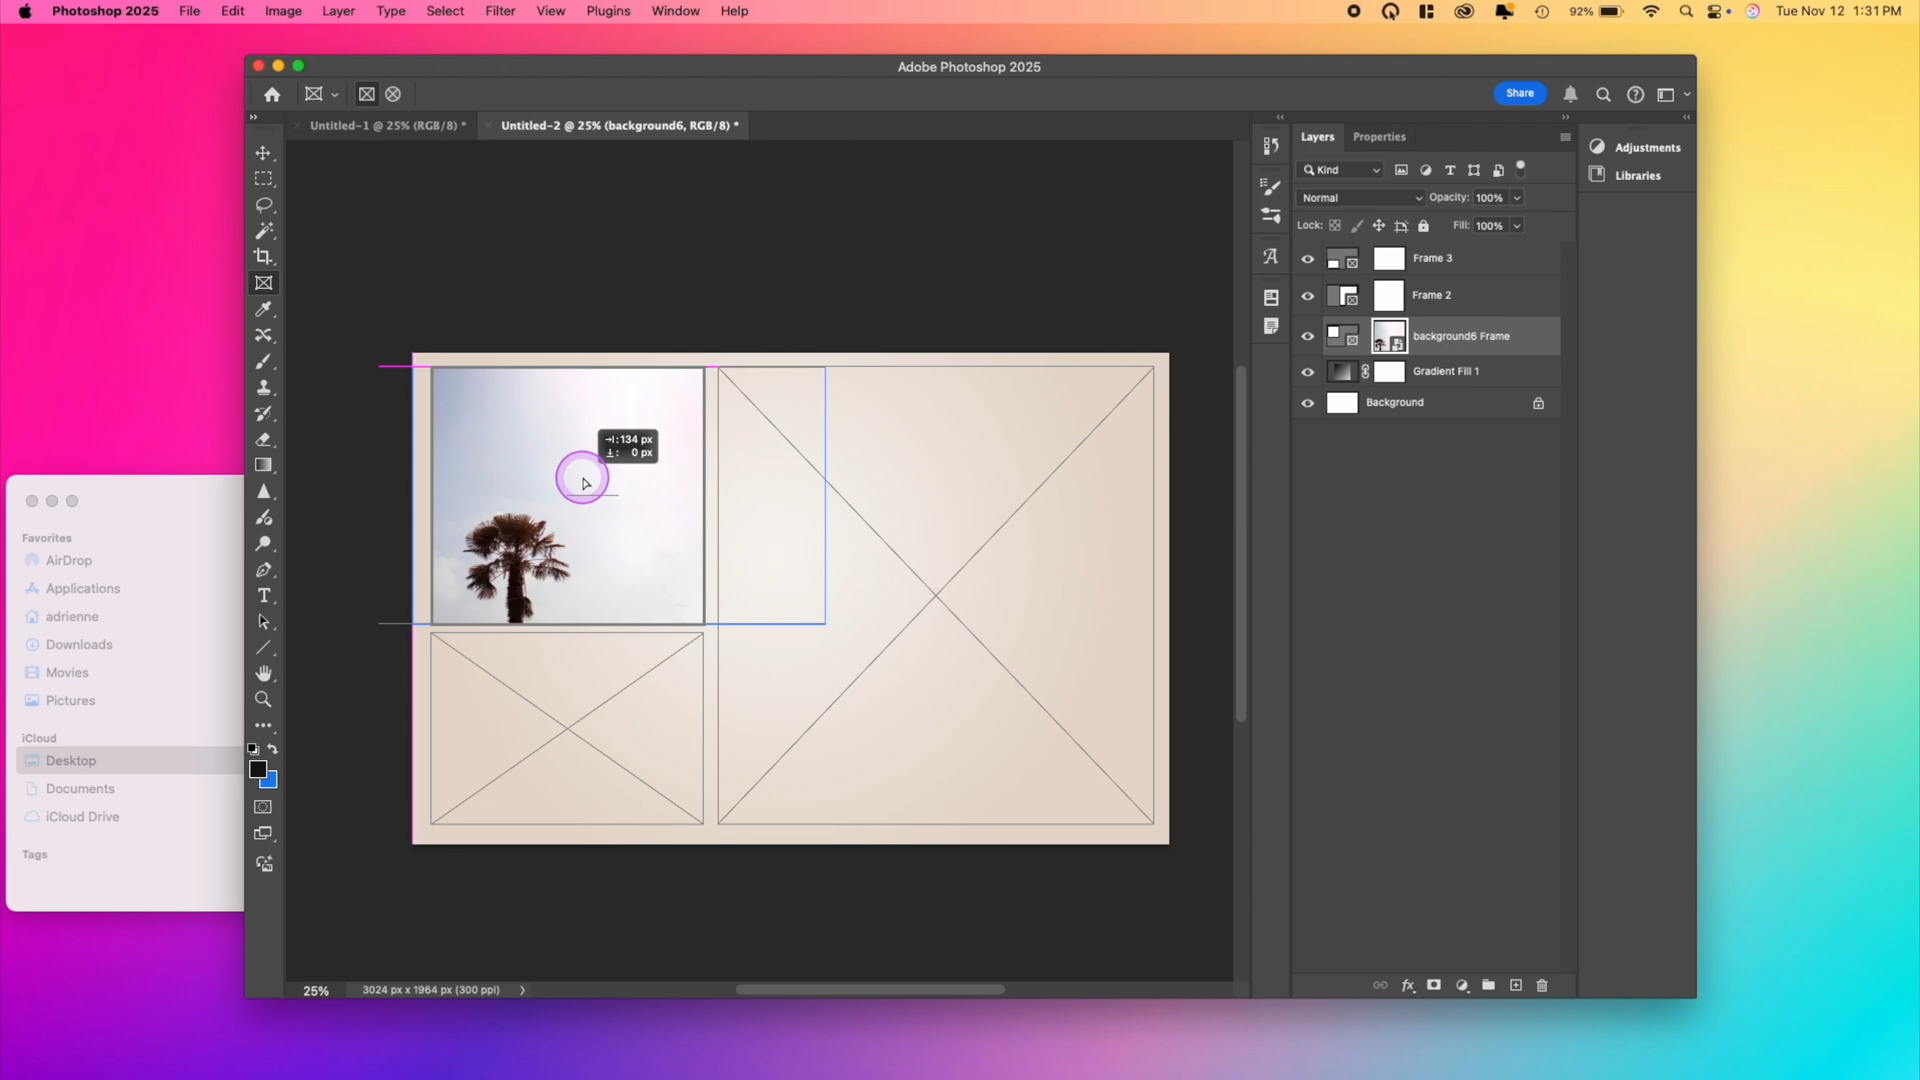 Photoshop 2025 File Edit Image Layer Type Select Filter View Plugins Window Help 92% Tue Nov 12 1:31 PM
Adobe Photoshop 2025
Share
Untitled-1 @ 25% (RGB/8) * Untitled-2 @ 25% (background6, RGB/8) *
Layers Properties
Adjustments
Libraries
Kind
Normal Opacity: 100%
Lock: Fill: 100%
Frame 3
Frame 2
background6 Frame
Gradient Fill 1
Background
134 px
0 px
Favorites
AirDrop
Applications
adrienne
Downloads
Movies
Pictures
iCloud
Desktop
Documents
iCloud Drive
Tags
25% 3024 px x 1964 px (300 ppi)